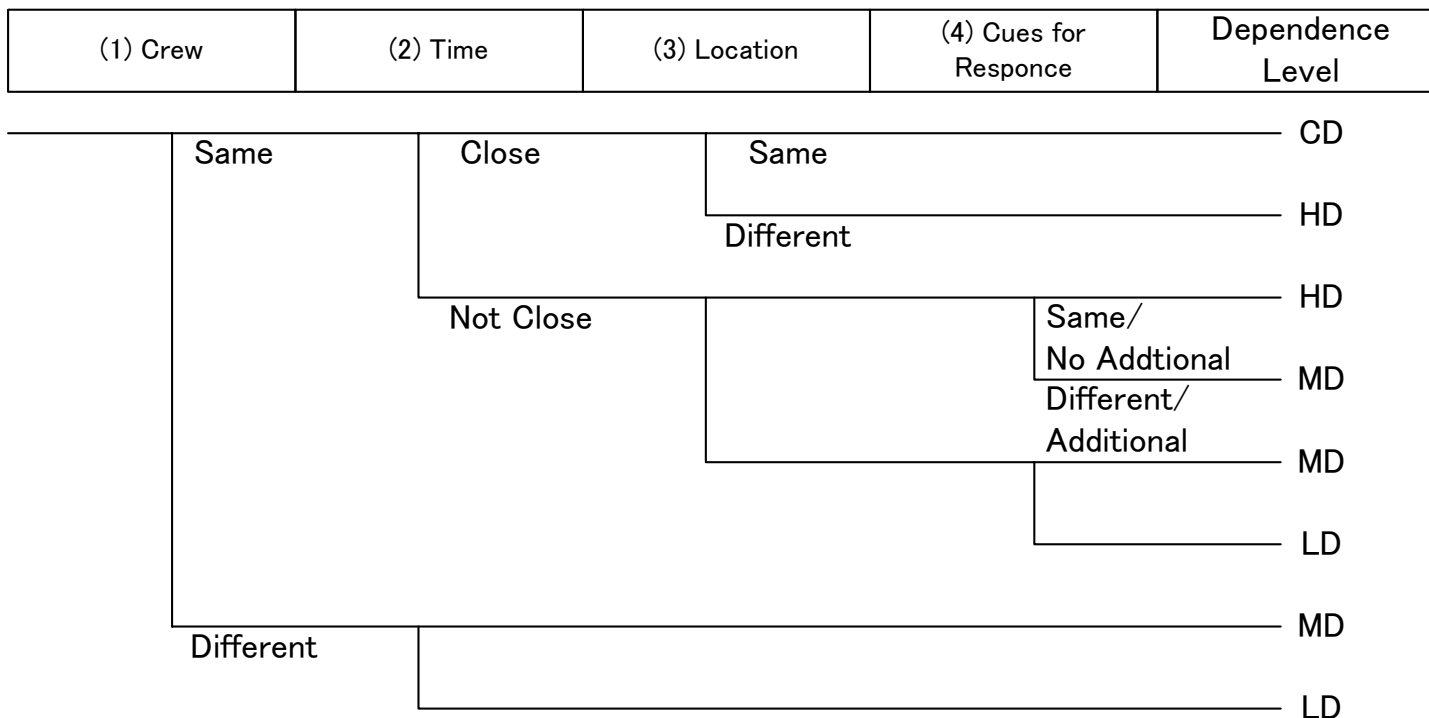 (1) Crew
(2) Time
(3) Location
(4) Cues for
Responce
Dependence
Level
CD
Same
Close
Same
HD
Different
HD
Not Close
Same/
No Addtional
MD
Different/
Additional
MD
LD
MD
Different
LD